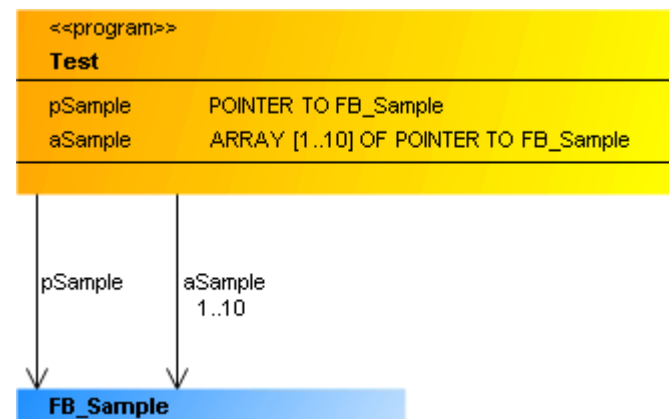 <<program>>
Test
pSample POINTER TO FB_Sample
aSample ARRAY [1..10] OF POINTER TO FB_Sample
pSample aSample
1..10
FB_Sample